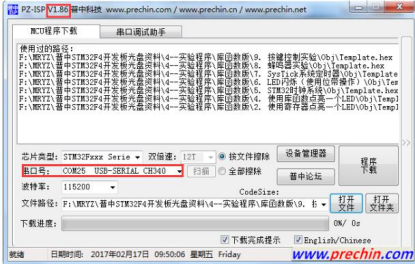 PZ-ISP V1.86 普中科技 www.prechin.com / www.prechin.cn / www.prechin.net
MCU程序下载 串口调试助手
使用过的路径:
F:\MRYZ\普中STM32F4开发板光盘资料\4--实验程序\库函数版\9. 按键控制实验\Obj\Template.hex
F:\MRYZ\普中STM32F4开发板光盘资料\4--实验程序\库函数版\8. 蜂鸣器实验\Obj\Template.hex
F:\MRYZ\普中STM32F4开发板光盘资料\4--实验程序\库函数版\7. SysTick系统定时器\Obj\Template.
F:\MRYZ\普中STM32F4开发板光盘资料\4--实验程序\库函数版\6. LED闪烁（使用位带操作）\Obj\Tem
F:\MRYZ\普中STM32F4开发板光盘资料\4--实验程序\库函数版\5. STM32时钟系统\Obj\Template.hex
F:\MRYZ\普中STM32F4开发板光盘资料\4--实验程序\库函数版\4. 使用库函数点亮一个LED\Obj\Templ
F:\MRYZ\普中STM32F4开发板光盘资料\4--实验程序\库函数版\2. 使用寄存器点亮一个LED\Obj\Templ
芯片类型: STM32Fxxx Serie 双倍速: 12T 按文件擦除 设备管理器 程序下载
串口号: COM25 USB-SERIAL CH340 扫描 全部擦除 普中论坛
波特率: 115200 CodeSize:
文件路径: F:\MRYZ\普中STM32F4开发板光盘资料\4--实验程序\库函数版\9. 按 打开文件 打开文件夹
下载进度: 0%/ 0s
下载完成提示 English/Chinese
就绪 日期时间: 2017年02月17日 09:50:06 星期五 Friday www.prechin.com